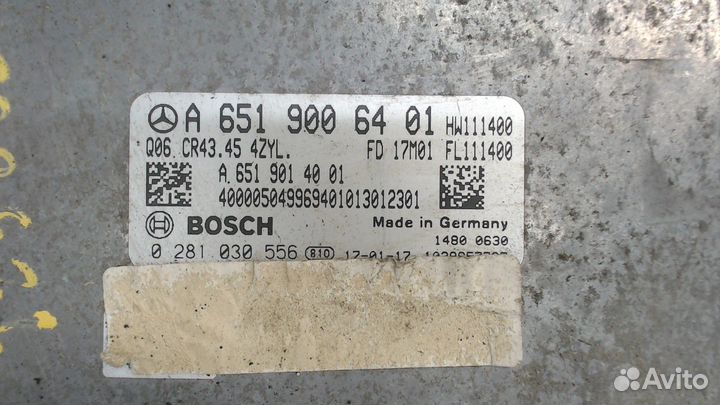 A 651 900 64 01 HW111400
Q06 CR43.45 4ZYL. FD 17M01 FL111400
A 651 901 40 01
400005049969401013012301
BOSCH Made in Germany
1480 0630
0 281 030 556 810 17-01-17
Avito